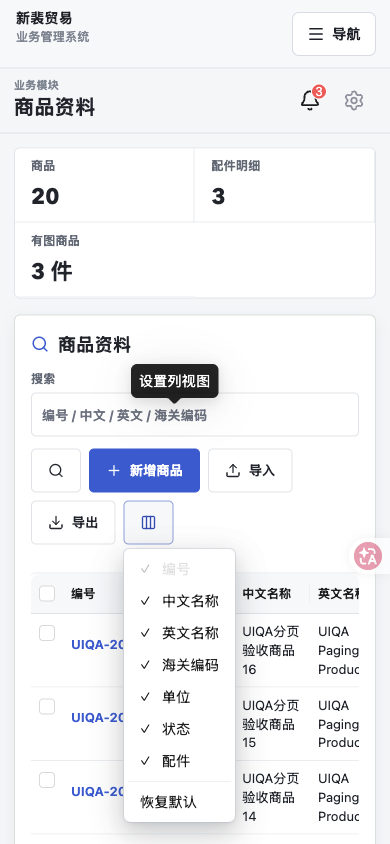 新裴贸易
业务管理系统
导航
业务模块
商品资料
3
商品
20
配件明细
3
有图商品
3 件
商品资料
搜索
设置列视图
编号 / 中文 / 英文 / 海关编码
新增商品
导入
导出
编号
中文名称
英文名称
海关编码
单位
状态
配件
恢复默认
编号
中文名称
英文名
UIQA-20
UIQA分页
验收商品
16
UIQA
Paging
Produc
UIQA-20
UIQA分页
验收商品
15
UIQA
Paging
Produc
UIQA-20
UIQA分页
验收商品
14
UIQA
Paging
Produc